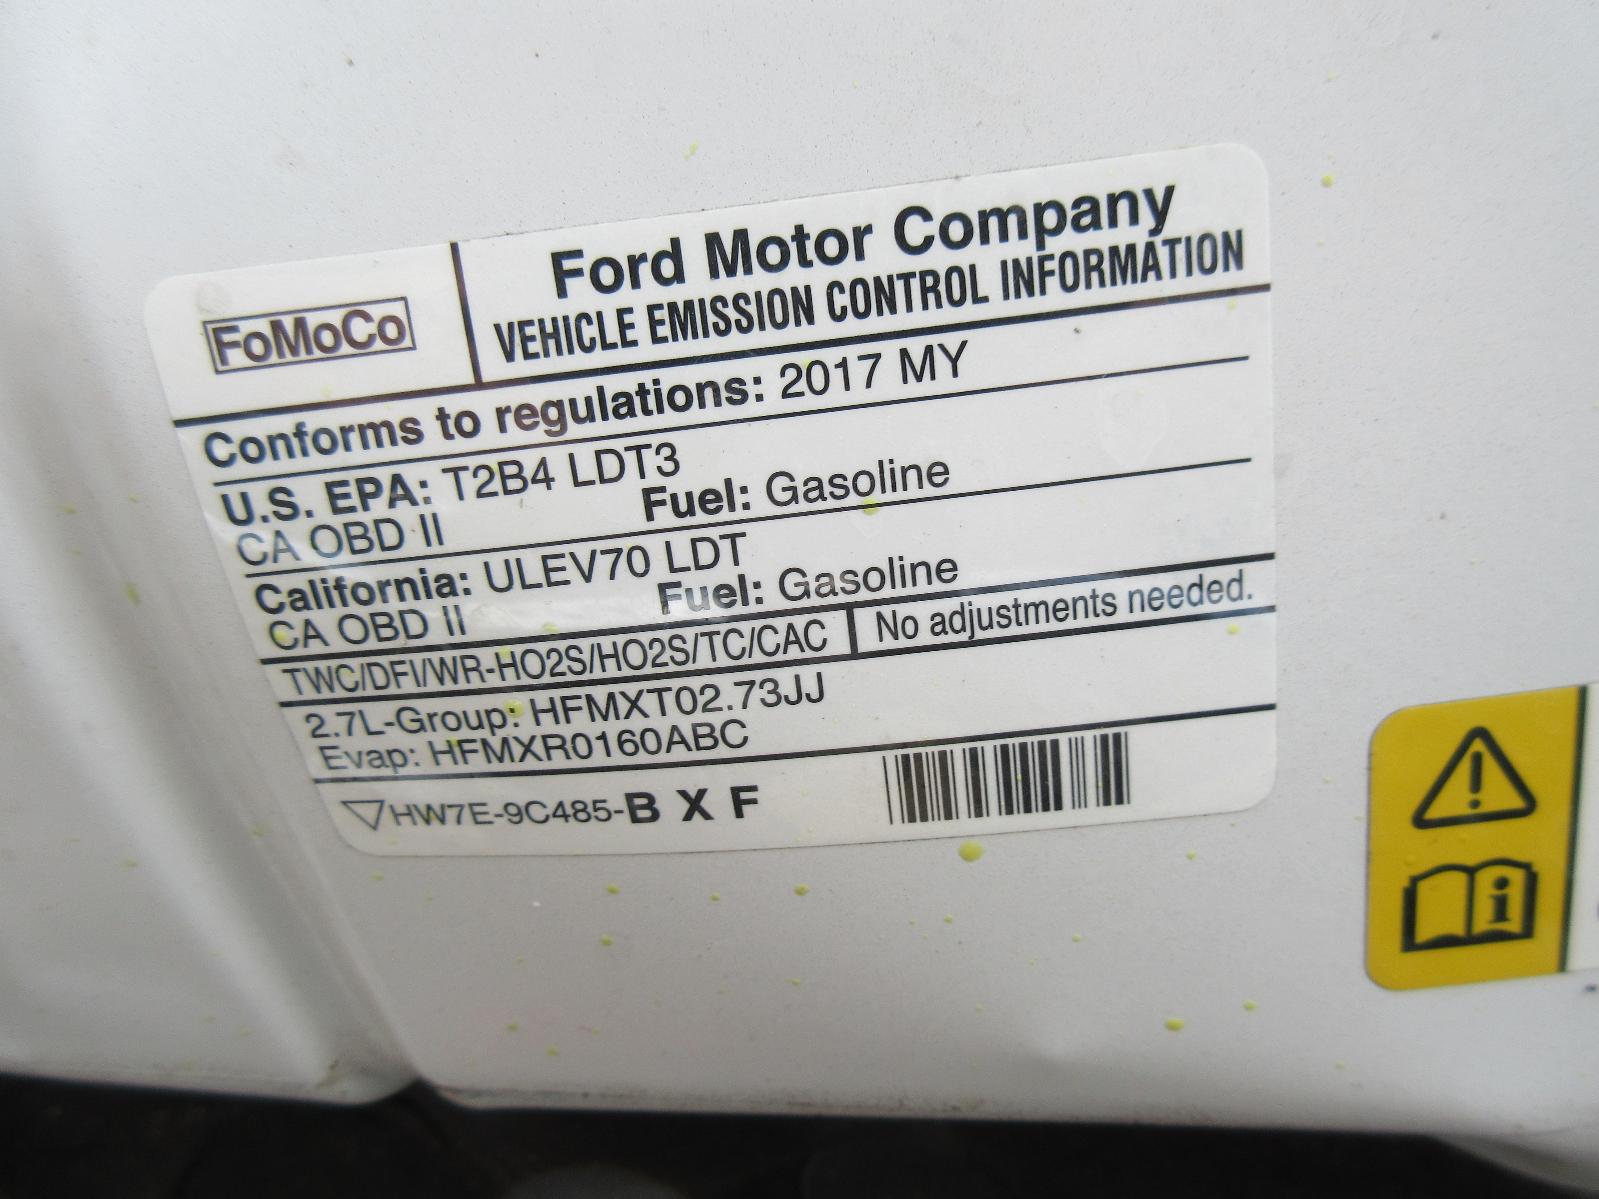 FoMoCo
Ford Motor Company
VEHICLE EMISSION CONTROL INFORMATION
Conforms to regulations: 2017 MY
U.S. EPA: T2B4 LDT3
CA OBD II Fuel: Gasoline
California: ULEV70 LDT
CA OBD II Fuel: Gasoline
TWC/DFI/WR-HO2S/HO2S/TC/CAC No adjustments needed.
2.7L-Group: HFMXT02.73JJ
Evap: HFMXR0160ABC
HW7E-9C485-B X F